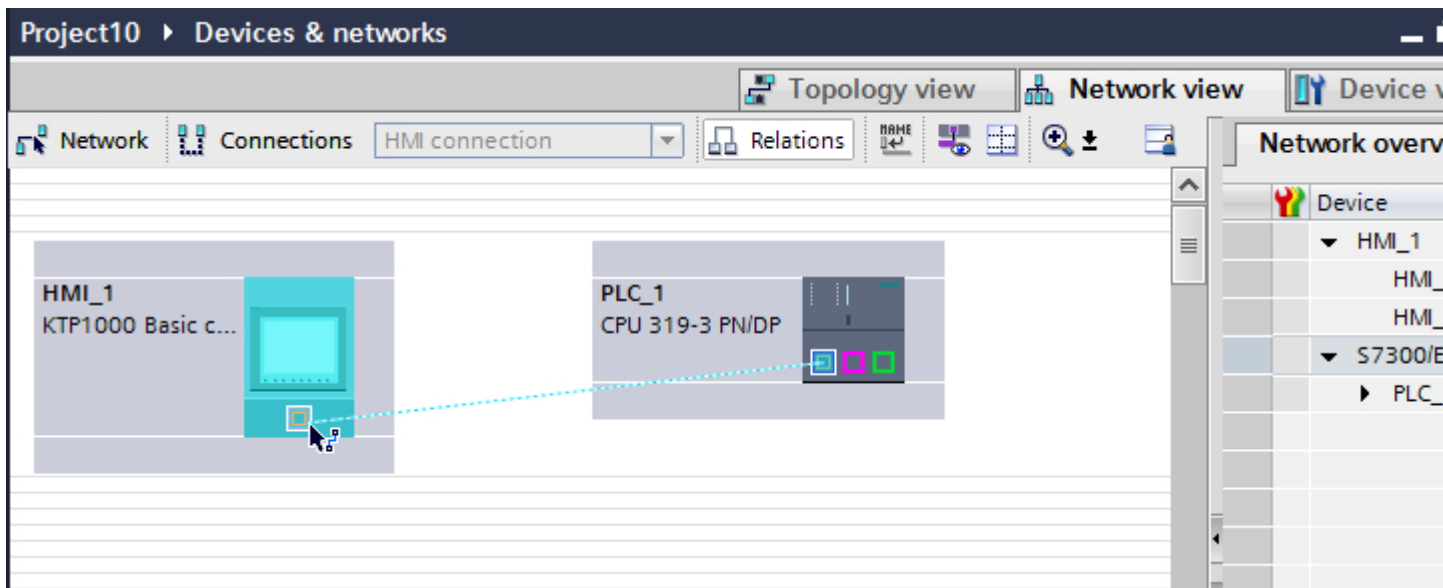 Project10 ▸ Devices & networks
Topology view
Network view
Device v
Network
Connections
HMI connection
Relations
NAME
Network overv
Device
HMI_1
HMI_
HMI_
S7300/E
PLC_
HMI_1
KTP1000 Basic c...
PLC_1
CPU 319-3 PN/DP